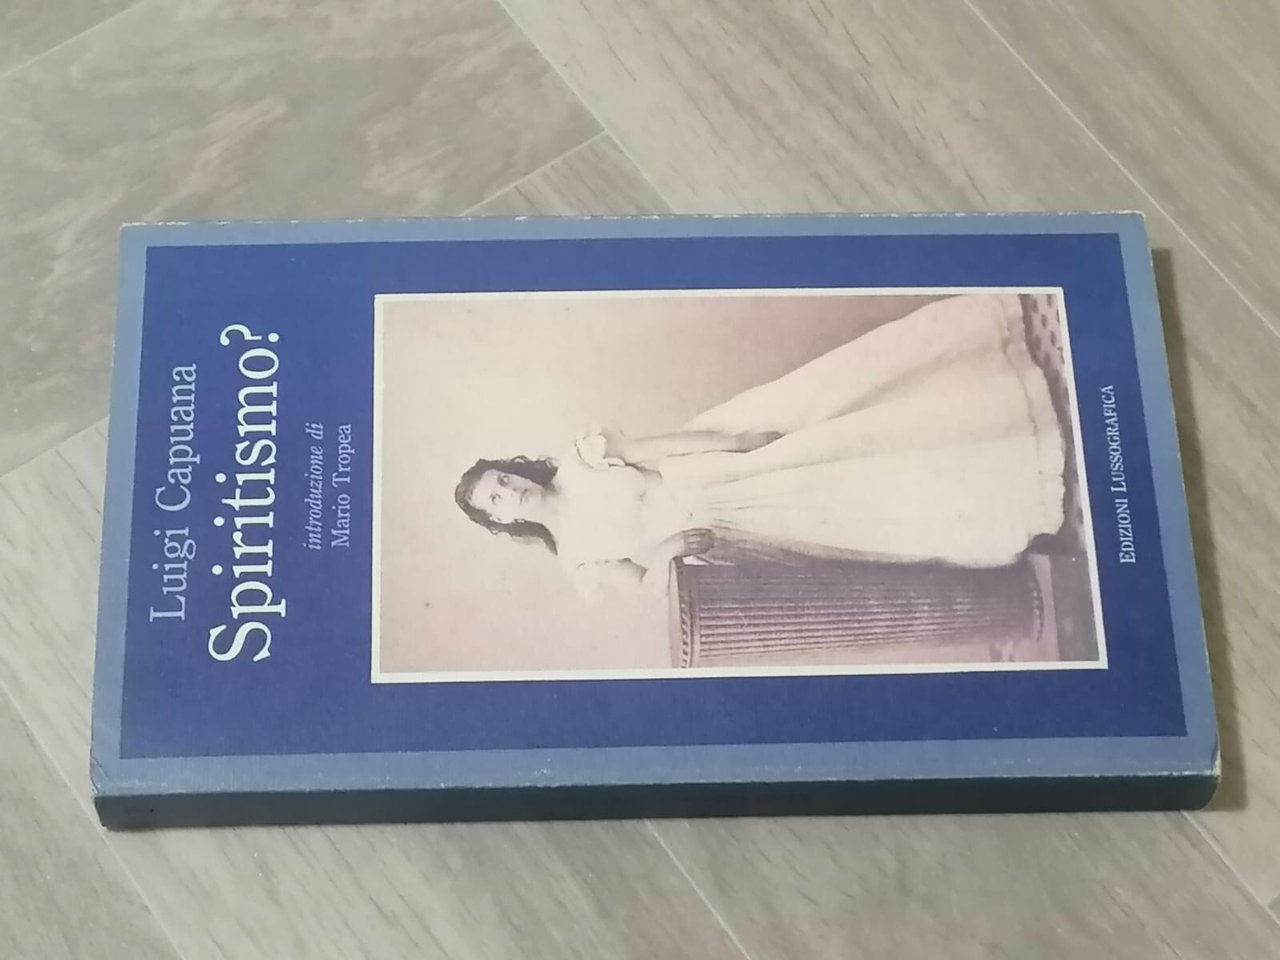 Luigi Capuana
Spiritismo?
introduzione di
Mario Tropea
EDIZIONI LUSSOGRAFICA